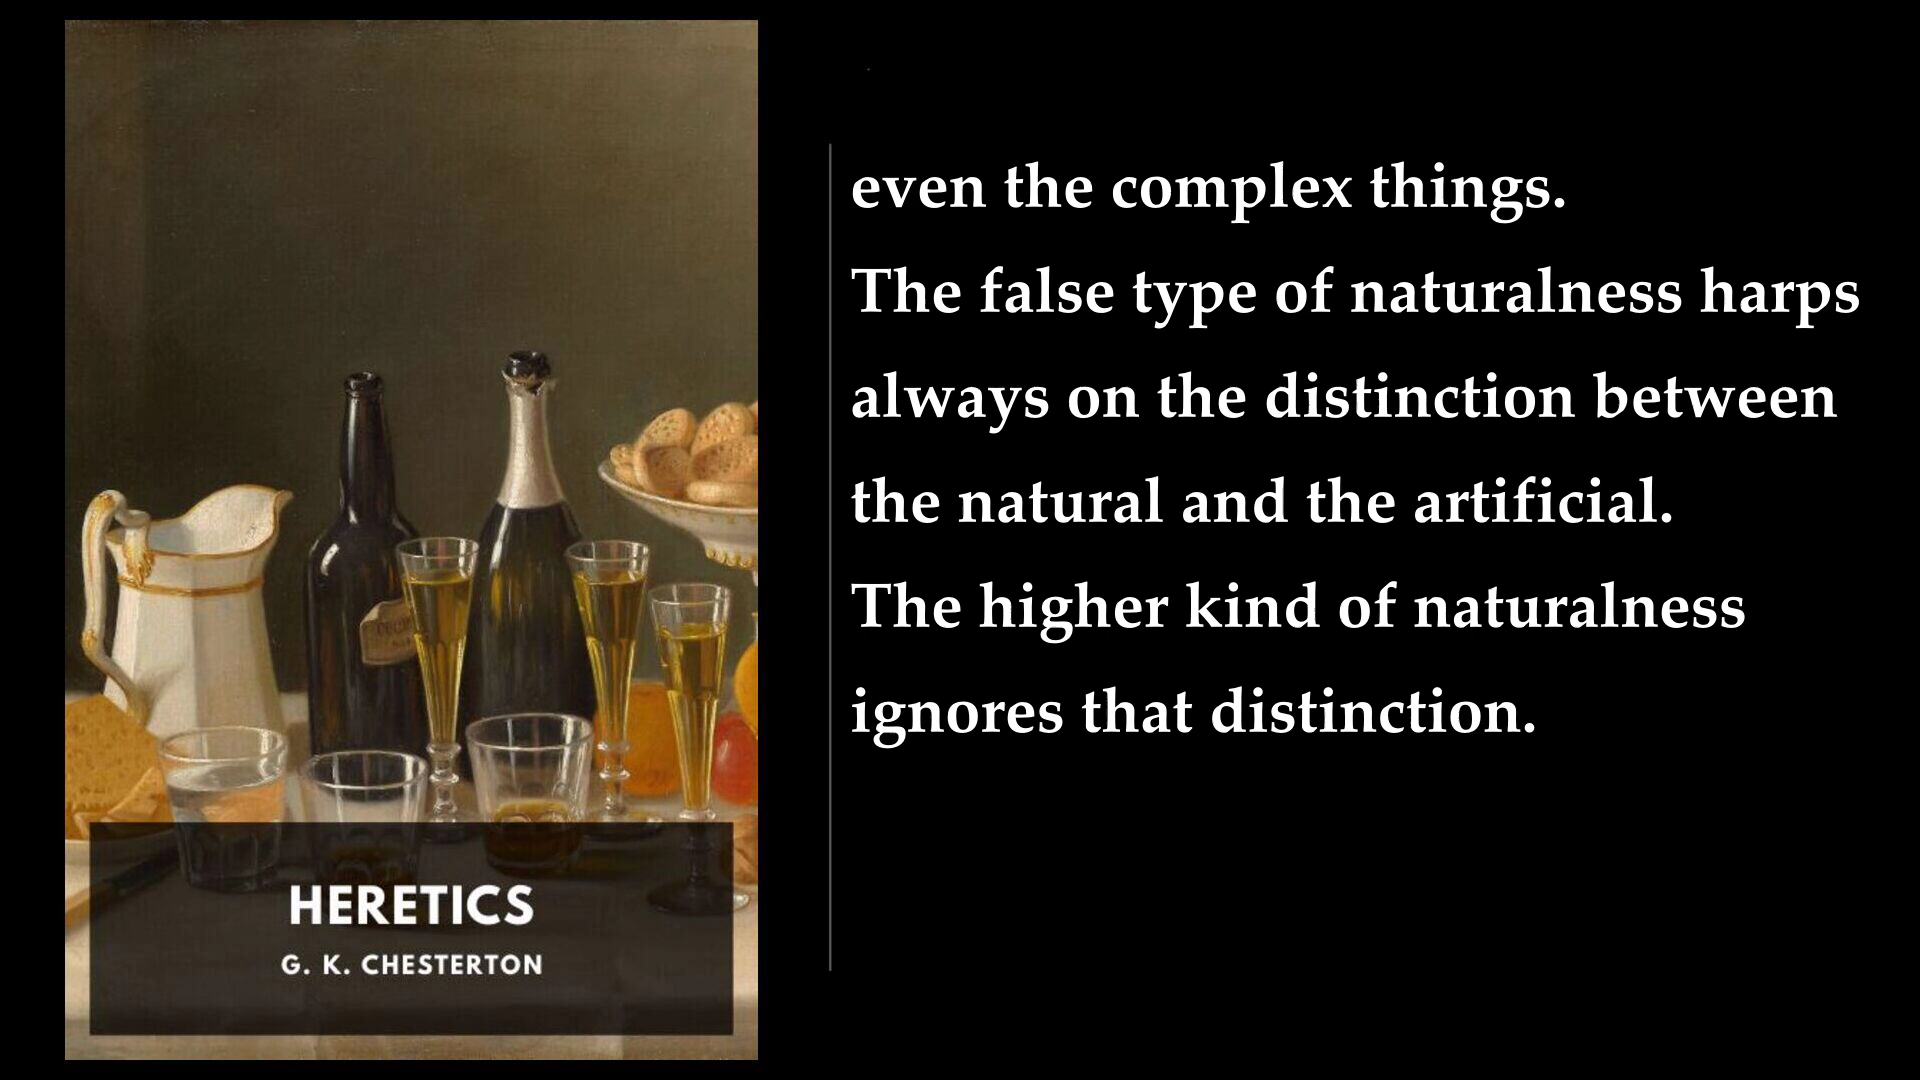 even the complex things.
The false type of naturalness harps
always on the distinction between
the natural and the artificial.
The higher kind of naturalness
ignores that distinction.
HERETICS
G. K. CHESTERTON